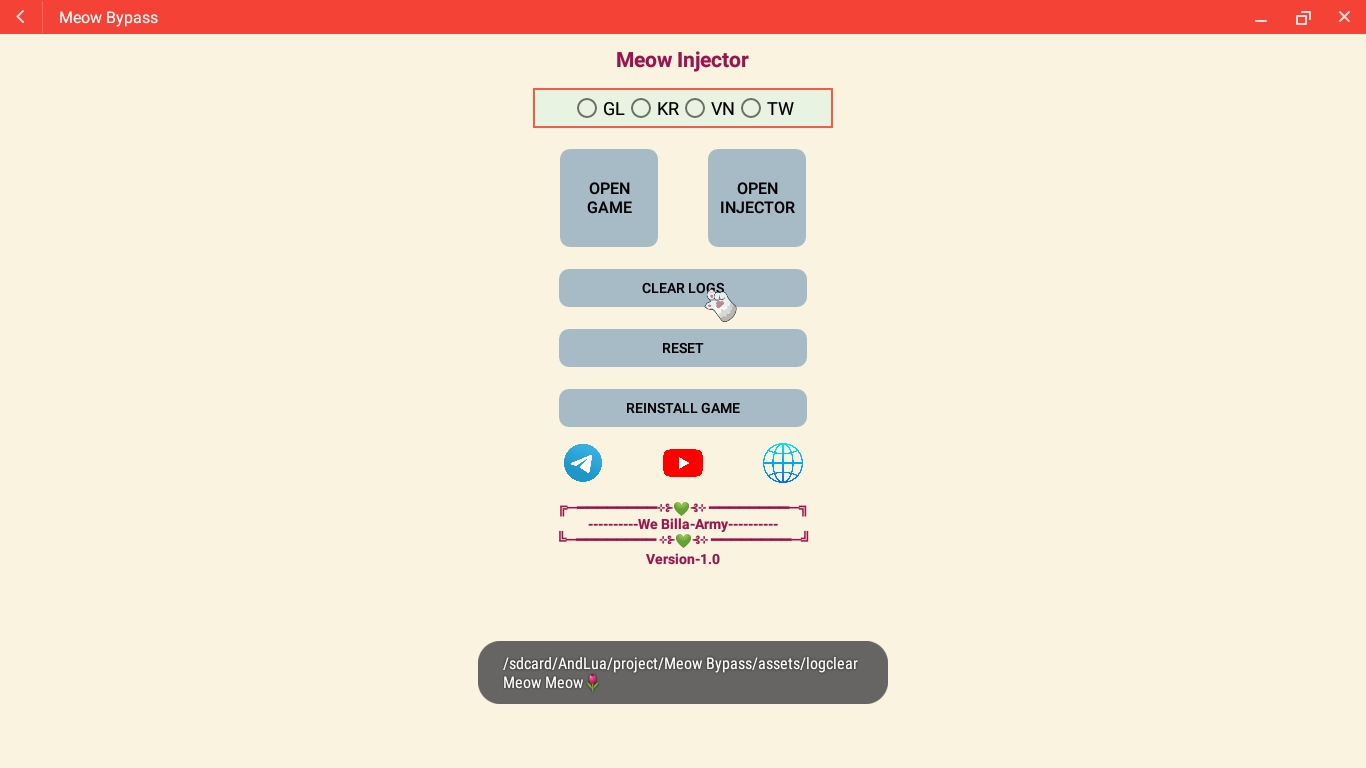 Meow Bypass
Meow Injector
GL KR VN TW
OPEN
GAME
OPEN
INJECTOR
CLEAR LOGS
RESET
REINSTALL GAME
----------We Billa-Army----------
Version-1.0
/sdcard/AndLua/project/Meow Bypass/assets/logclear
Meow Meow🌷